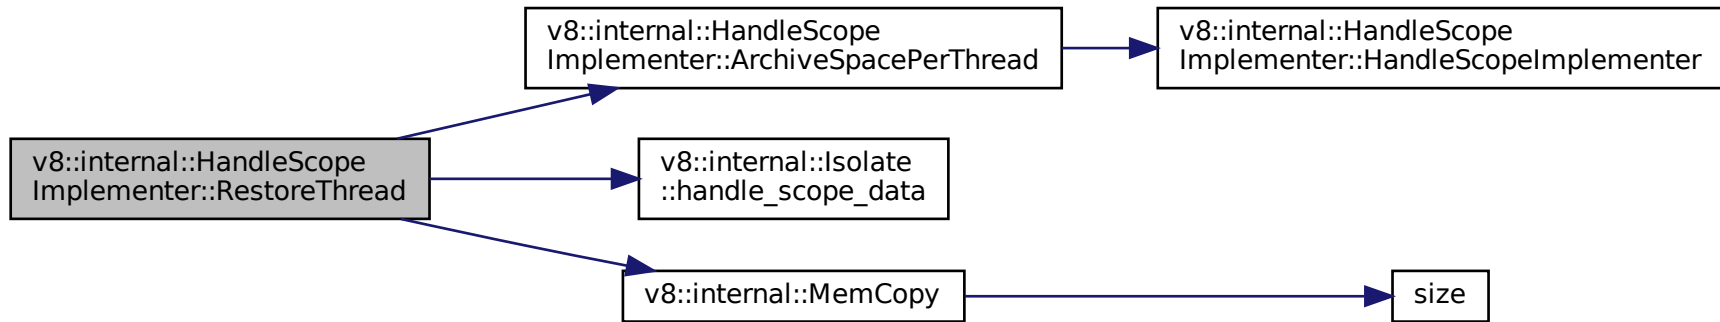 v8::internal::HandleScope
Implementer::ArchiveSpacePerThread
v8::internal::HandleScope
Implementer::HandleScopeImplementer
v8::internal::HandleScope
Implementer::RestoreThread
v8::internal::Isolate
::handle_scope_data
v8::internal::MemCopy
size